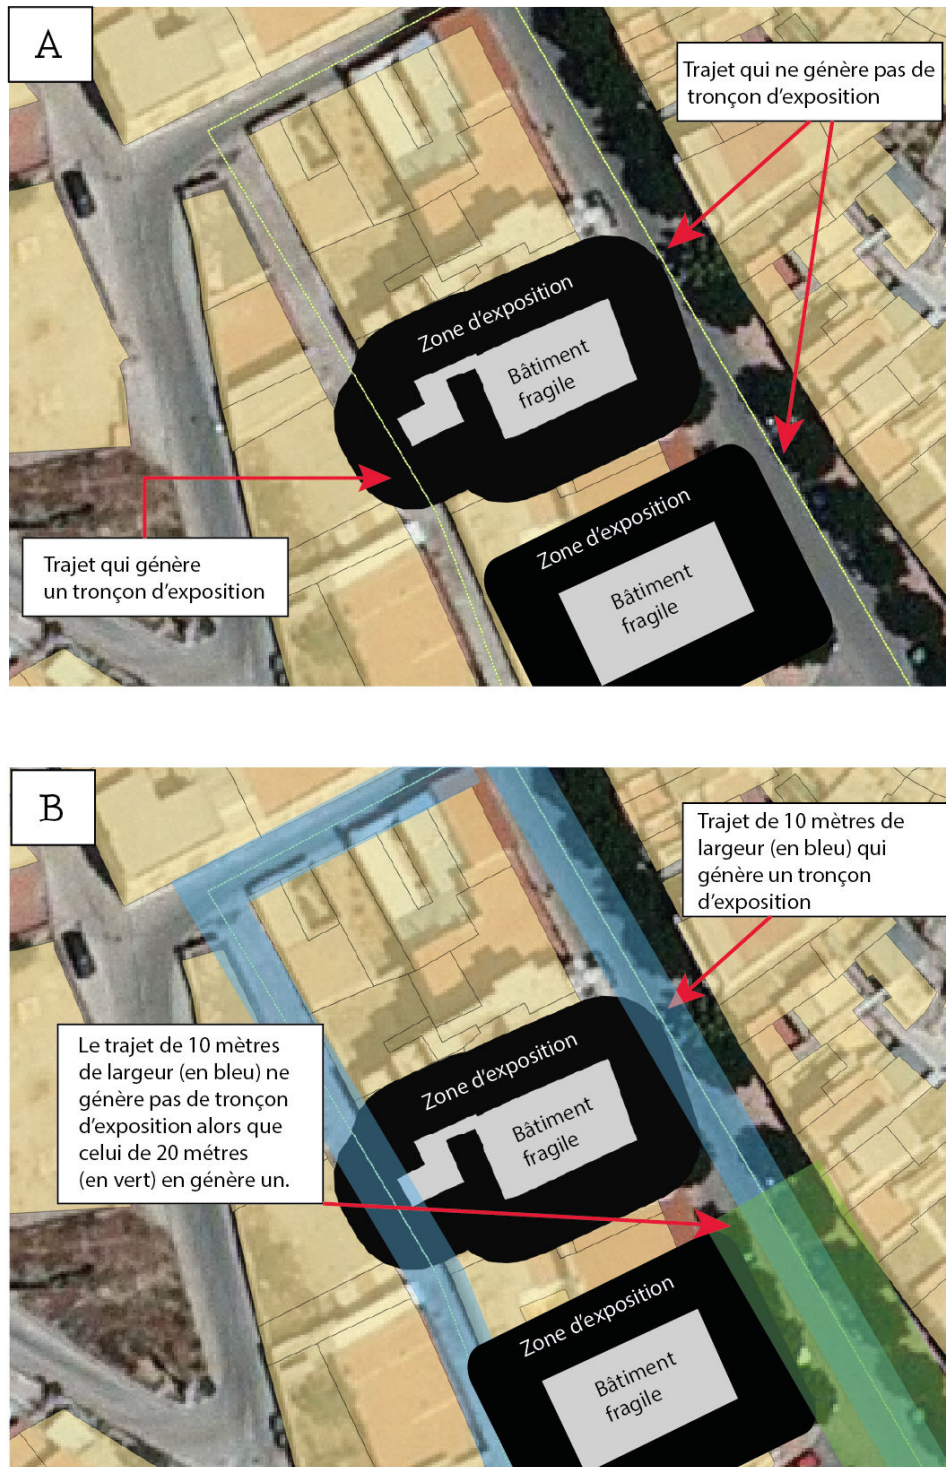 A
Trajet qui ne génère pas de
tronçon d'exposition
Zone d'exposition
Bâtiment
fragile
Zone d'exposition
Bâtiment
fragile
Trajet qui génère
un tronçon d'exposition
B
Trajet de 10 mètres de
largeur (en bleu) qui
génère un tronçon
d'exposition
Le trajet de 10 mètres
de largeur (en bleu) ne
génère pas de tronçon
d'exposition alors que
celui de 20 métres
(en vert) en génère un.
Zone d'exposition
Bâtiment
fragile
Zone d'exposition
Bâtiment
fragile